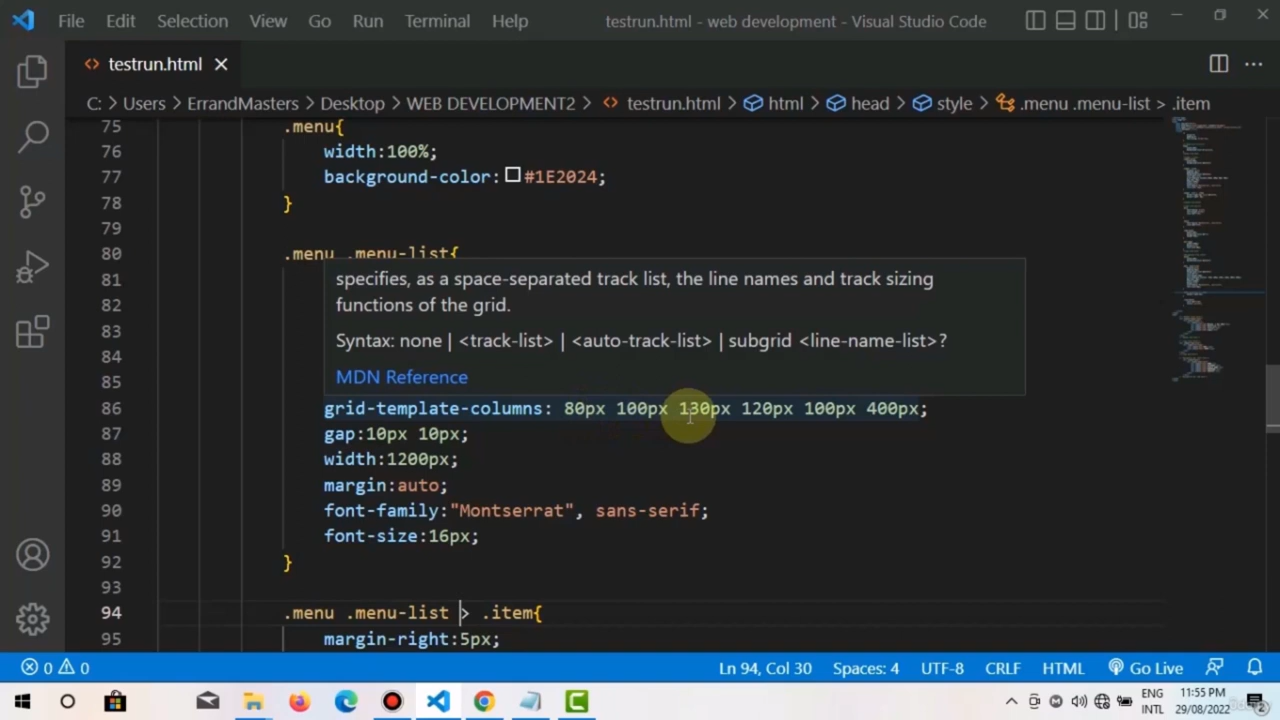 File Edit Selection View Go Run Terminal Help testrun.html - web development - Visual Studio Code
testrun.html
C: > Users > ErrandMasters > Desktop > WEB DEVELOPMENT2 > testrun.html > html > head > style > .menu .menu-list > .item
75 .menu{
76 width:100%;
77 background-color: #1E2024;
78 }
79
80 .menu .menu-list{
81
specifies, as a space-separated track list, the line names and track sizing
82 functions of the grid.
83 Syntax: none | <track-list> | <auto-track-list> | subgrid <line-name-list>?
84
85 MDN Reference
86 grid-template-columns: 80px 100px 130px 120px 100px 400px;
87 gap:10px 10px;
88 width:1200px;
89 margin:auto;
90 font-family:"Montserrat", sans-serif;
91 font-size:16px;
92 }
93
94 .menu .menu-list > .item{
95 margin-right:5px;
0 0 Ln 94, Col 30 Spaces: 4 UTF-8 CRLF HTML Go Live
ENG 11:55 PM
INTL 29/08/2022